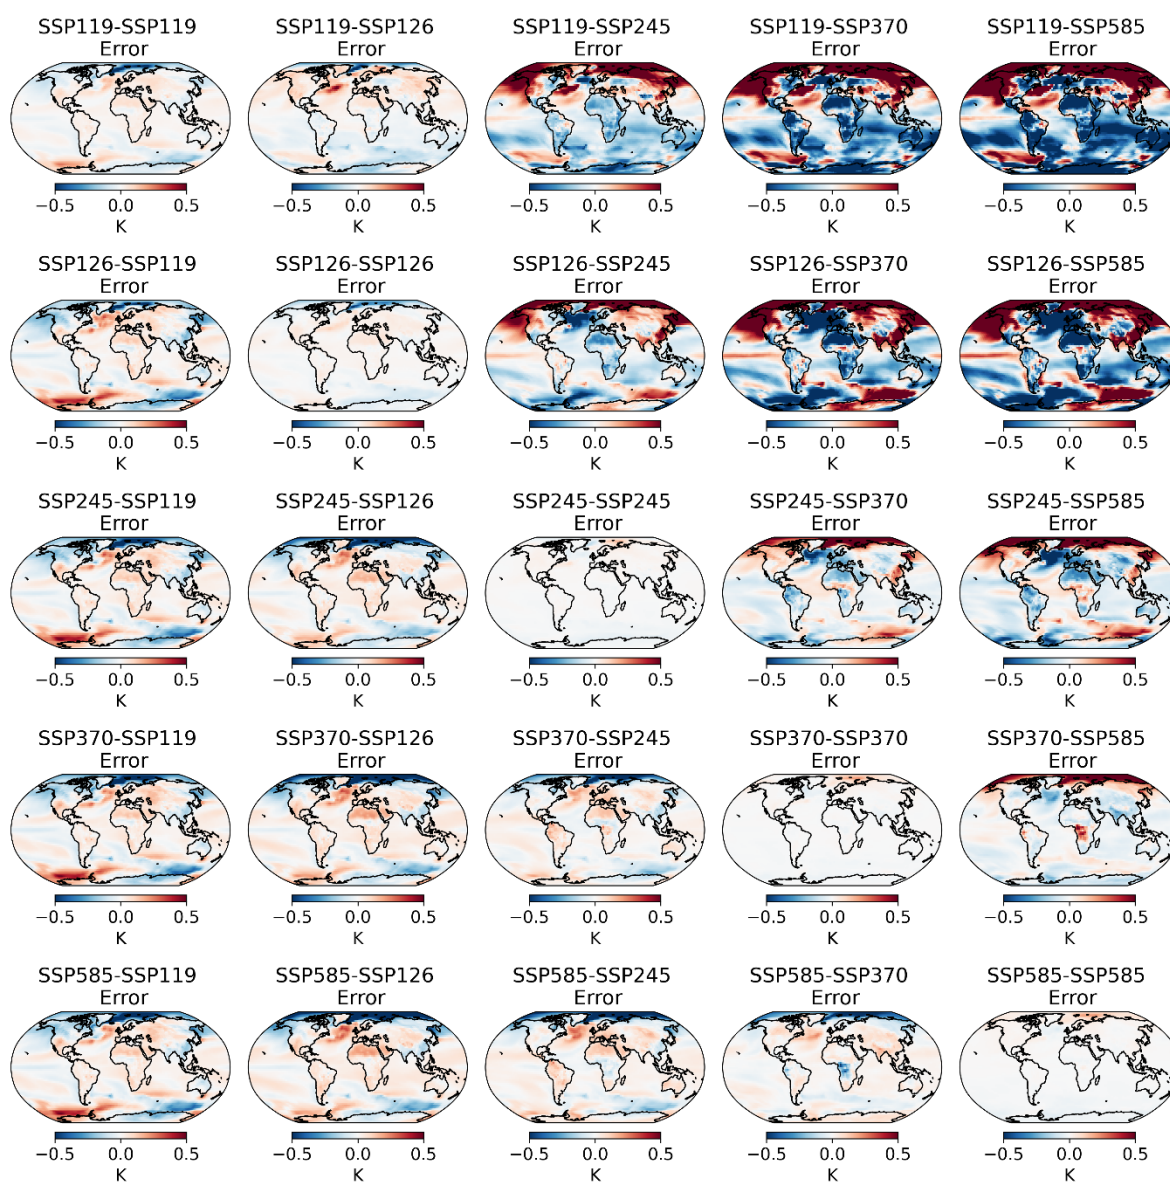 SSP119-SSP119 SSP119-SSP126 SSP119-SSP245 SSP119-SSP370 SSP119-SSP585
Error Error Error Error Error
−0.5 0.0 0.5 −0.5 0.0 0.5 −0.5 0.0 0.5 −0.5 0.0 0.5 −0.5 0.0 0.5
K K K K K
SSP126-SSP119 SSP126-SSP126 SSP126-SSP245 SSP126-SSP370 SSP126-SSP585
Error Error Error Error Error
−0.5 0.0 0.5 −0.5 0.0 0.5 −0.5 0.0 0.5 −0.5 0.0 0.5 −0.5 0.0 0.5
K K K K K
SSP245-SSP119 SSP245-SSP126 SSP245-SSP245 SSP245-SSP370 SSP245-SSP585
Error Error Error Error Error
−0.5 0.0 0.5 −0.5 0.0 0.5 −0.5 0.0 0.5 −0.5 0.0 0.5 −0.5 0.0 0.5
K K K K K
SSP370-SSP119 SSP370-SSP126 SSP370-SSP245 SSP370-SSP370 SSP370-SSP585
Error Error Error Error Error
−0.5 0.0 0.5 −0.5 0.0 0.5 −0.5 0.0 0.5 −0.5 0.0 0.5 −0.5 0.0 0.5
K K K K K
SSP585-SSP119 SSP585-SSP126 SSP585-SSP245 SSP585-SSP370 SSP585-SSP585
Error Error Error Error Error
−0.5 0.0 0.5 −0.5 0.0 0.5 −0.5 0.0 0.5 −0.5 0.0 0.5 −0.5 0.0 0.5
K K K K K